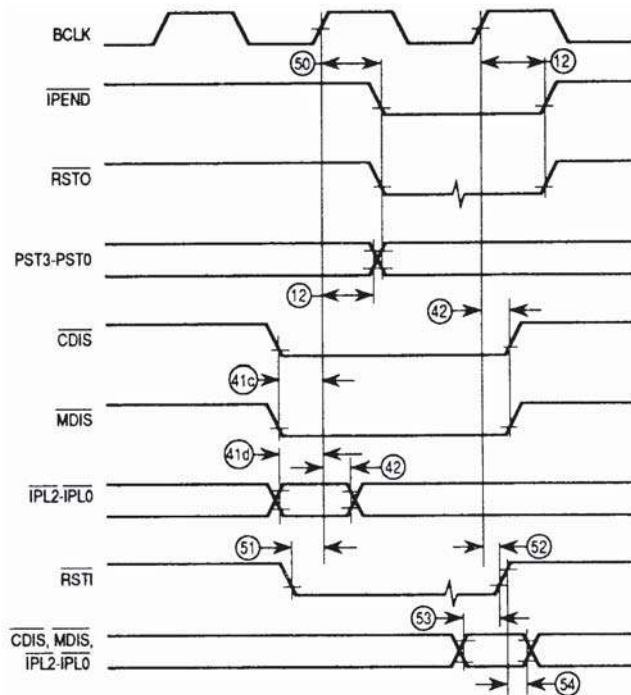 BCLK
50
12
IPEND
RSTO
PST3-PST0
12
42
CDIS
41c
MDIS
41d
42
IPL2-IPL0
51
52
RSTI
53
CDIS, MDIS,
IPL2-IPL0
54